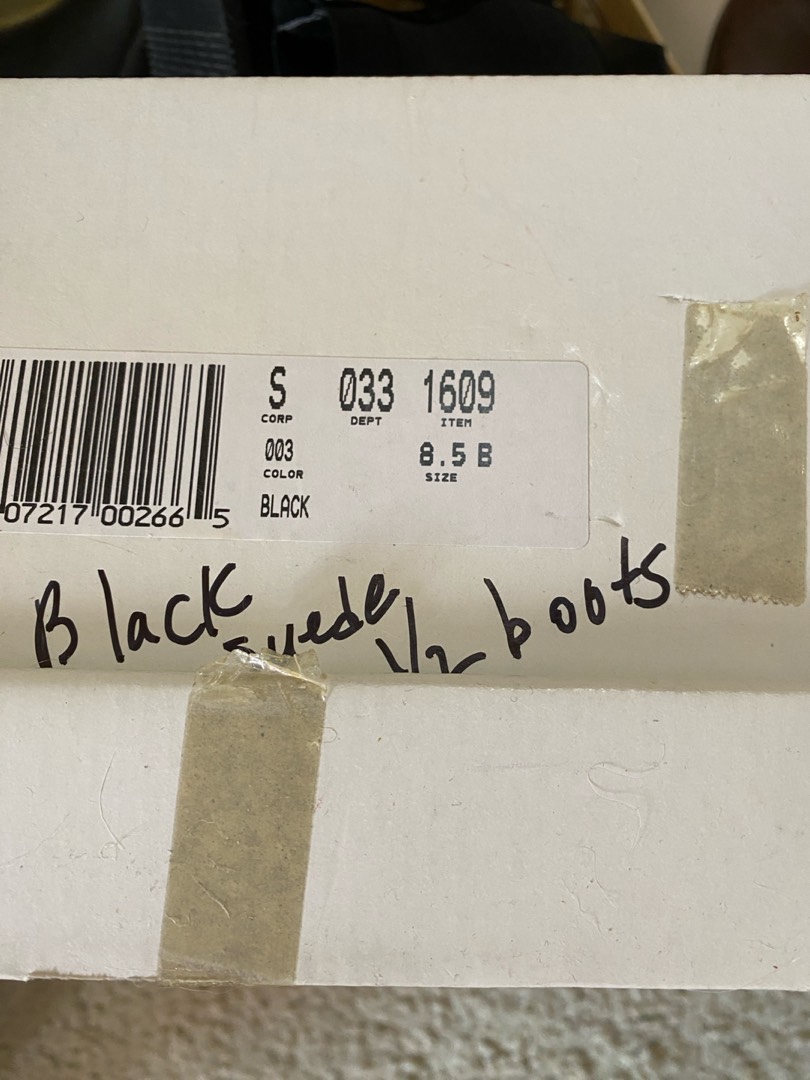 S 033 1609
CORP DEPT ITEM
003 8.5 B
COLOR SIZE
BLACK
07217 00266 5
Black suede 1/2 boots